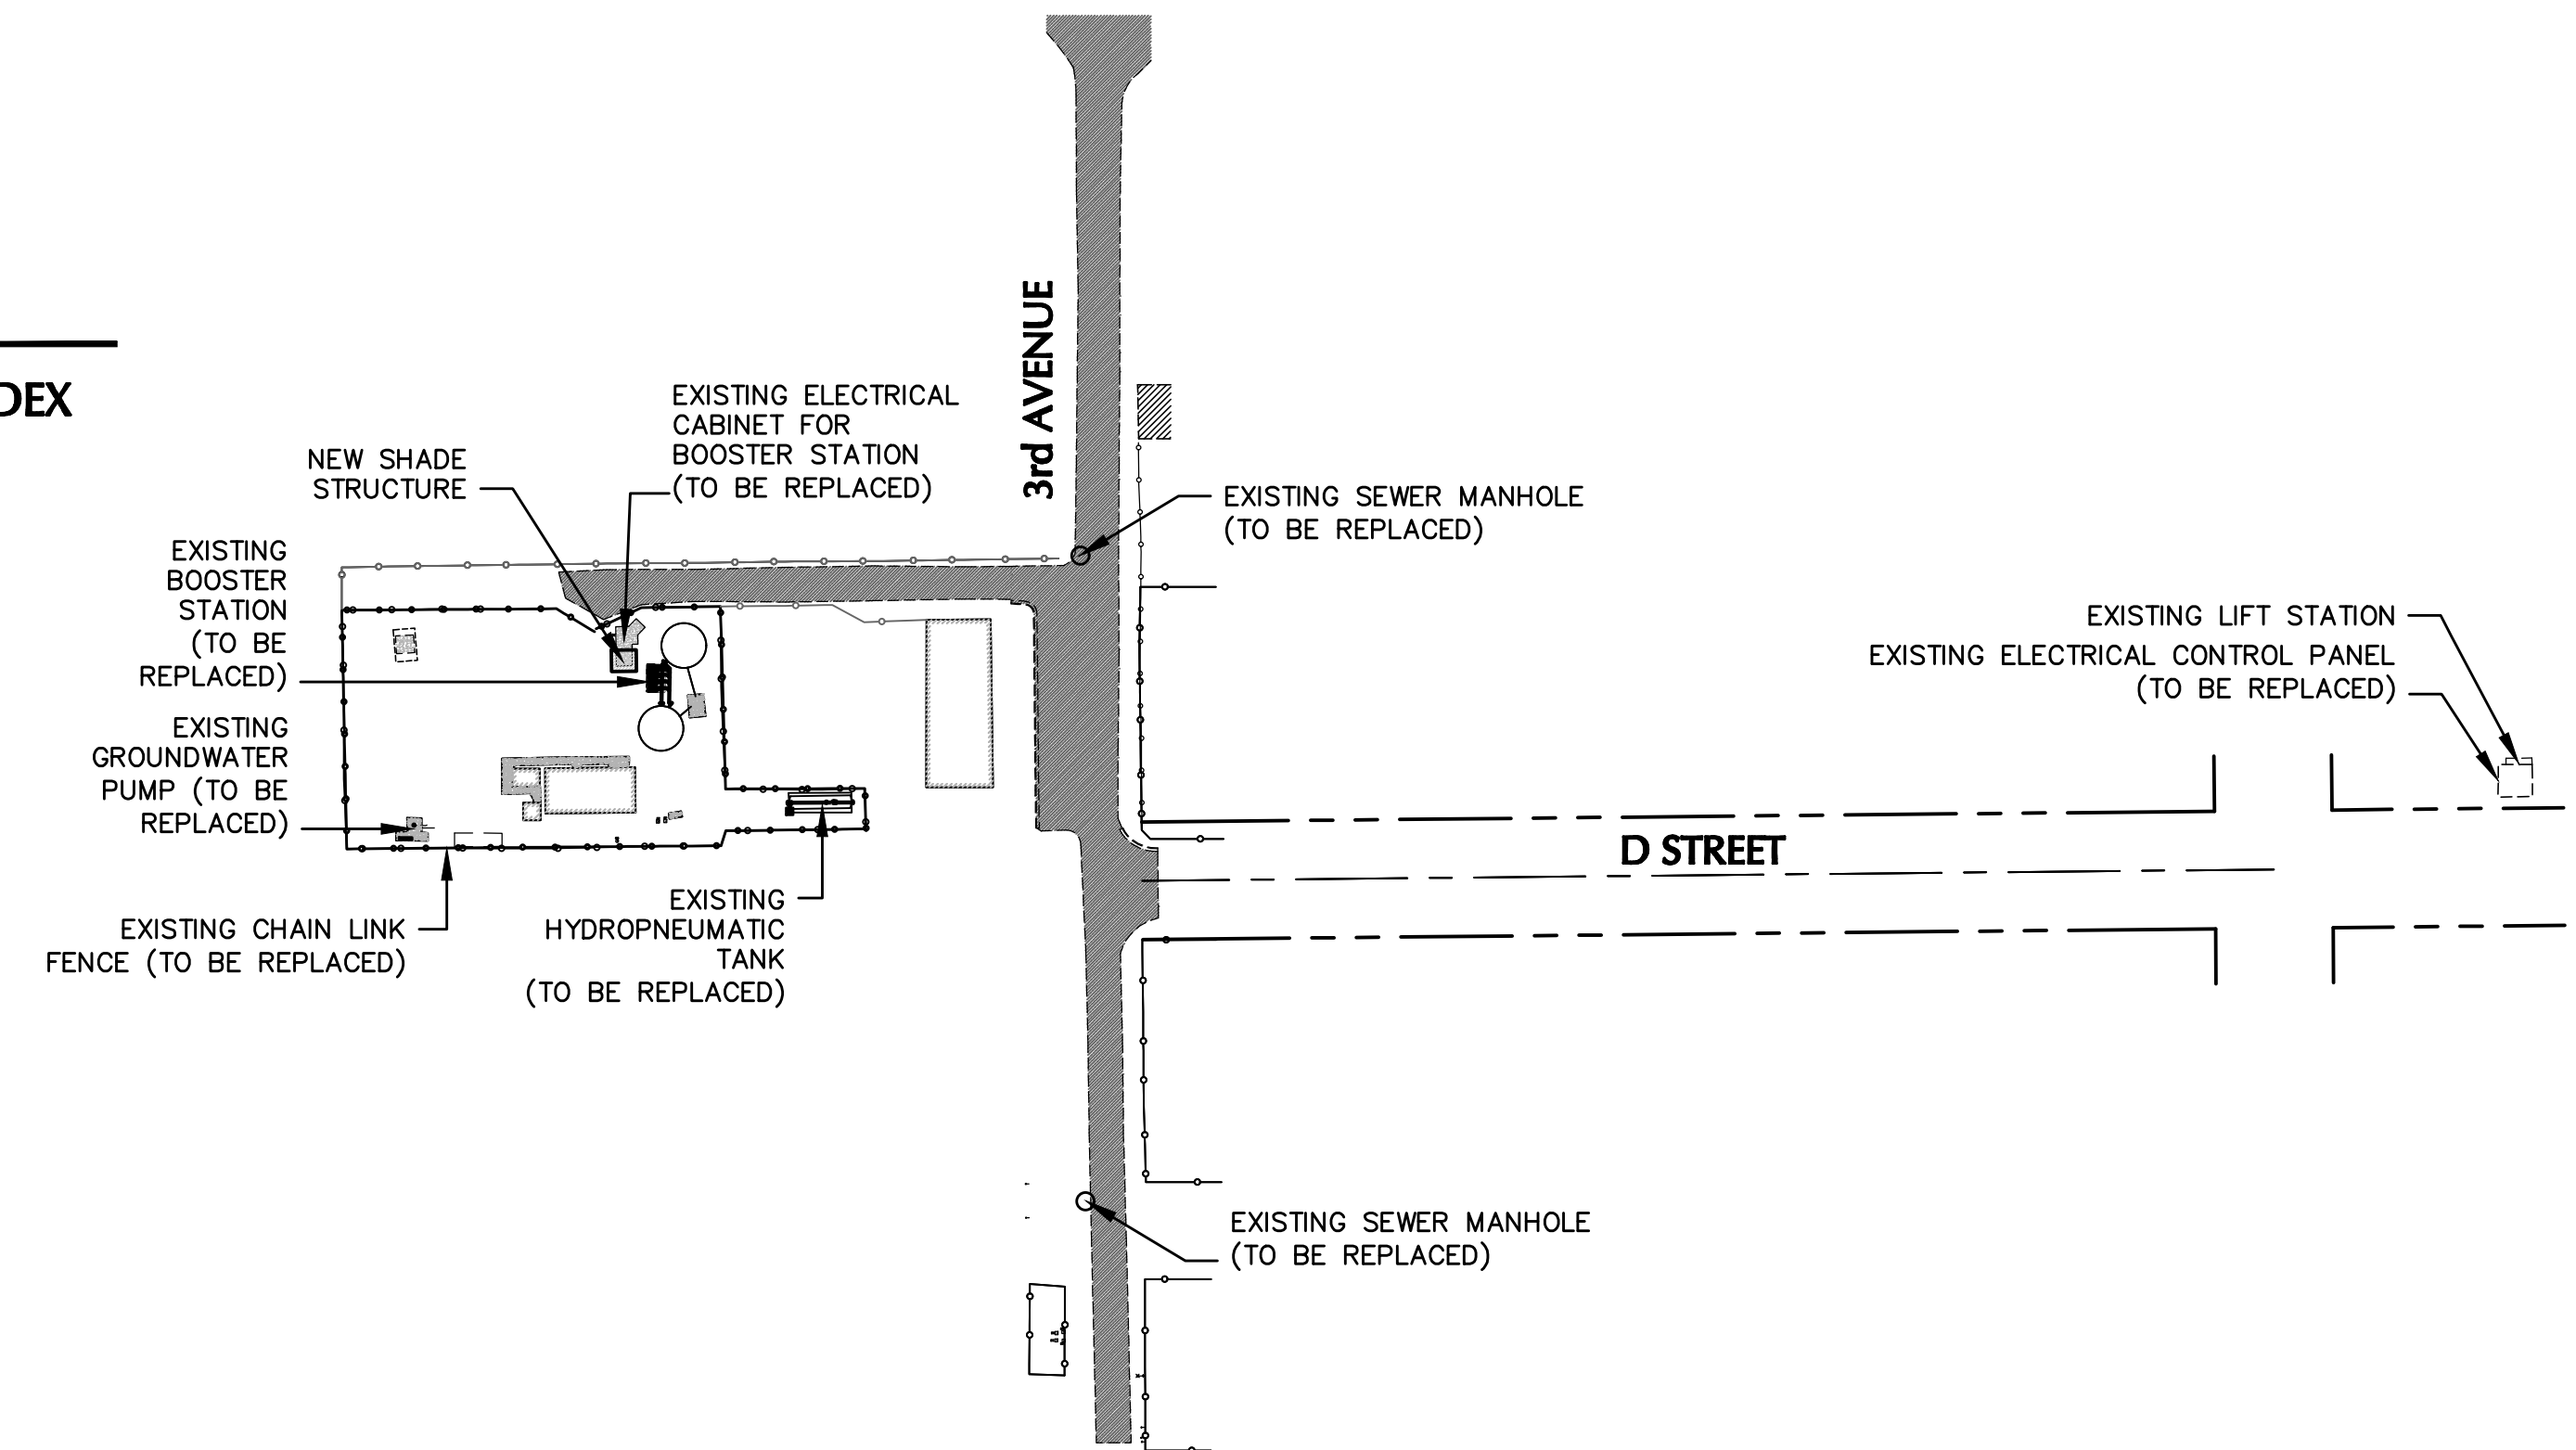 DEX
3rd AVENUE
EXISTING ELECTRICAL
CABINET FOR
BOOSTER STATION
(TO BE REPLACED)
NEW SHADE
STRUCTURE
EXISTING SEWER MANHOLE
(TO BE REPLACED)
EXISTING
BOOSTER
STATION
(TO BE
REPLACED)
EXISTING LIFT STATION
EXISTING ELECTRICAL CONTROL PANEL
(TO BE REPLACED)
EXISTING
GROUNDWATER
PUMP (TO BE
REPLACED)
D STREET
EXISTING CHAIN LINK
FENCE (TO BE REPLACED)
EXISTING
HYDROPNEUMATIC
TANK
(TO BE REPLACED)
EXISTING SEWER MANHOLE
(TO BE REPLACED)